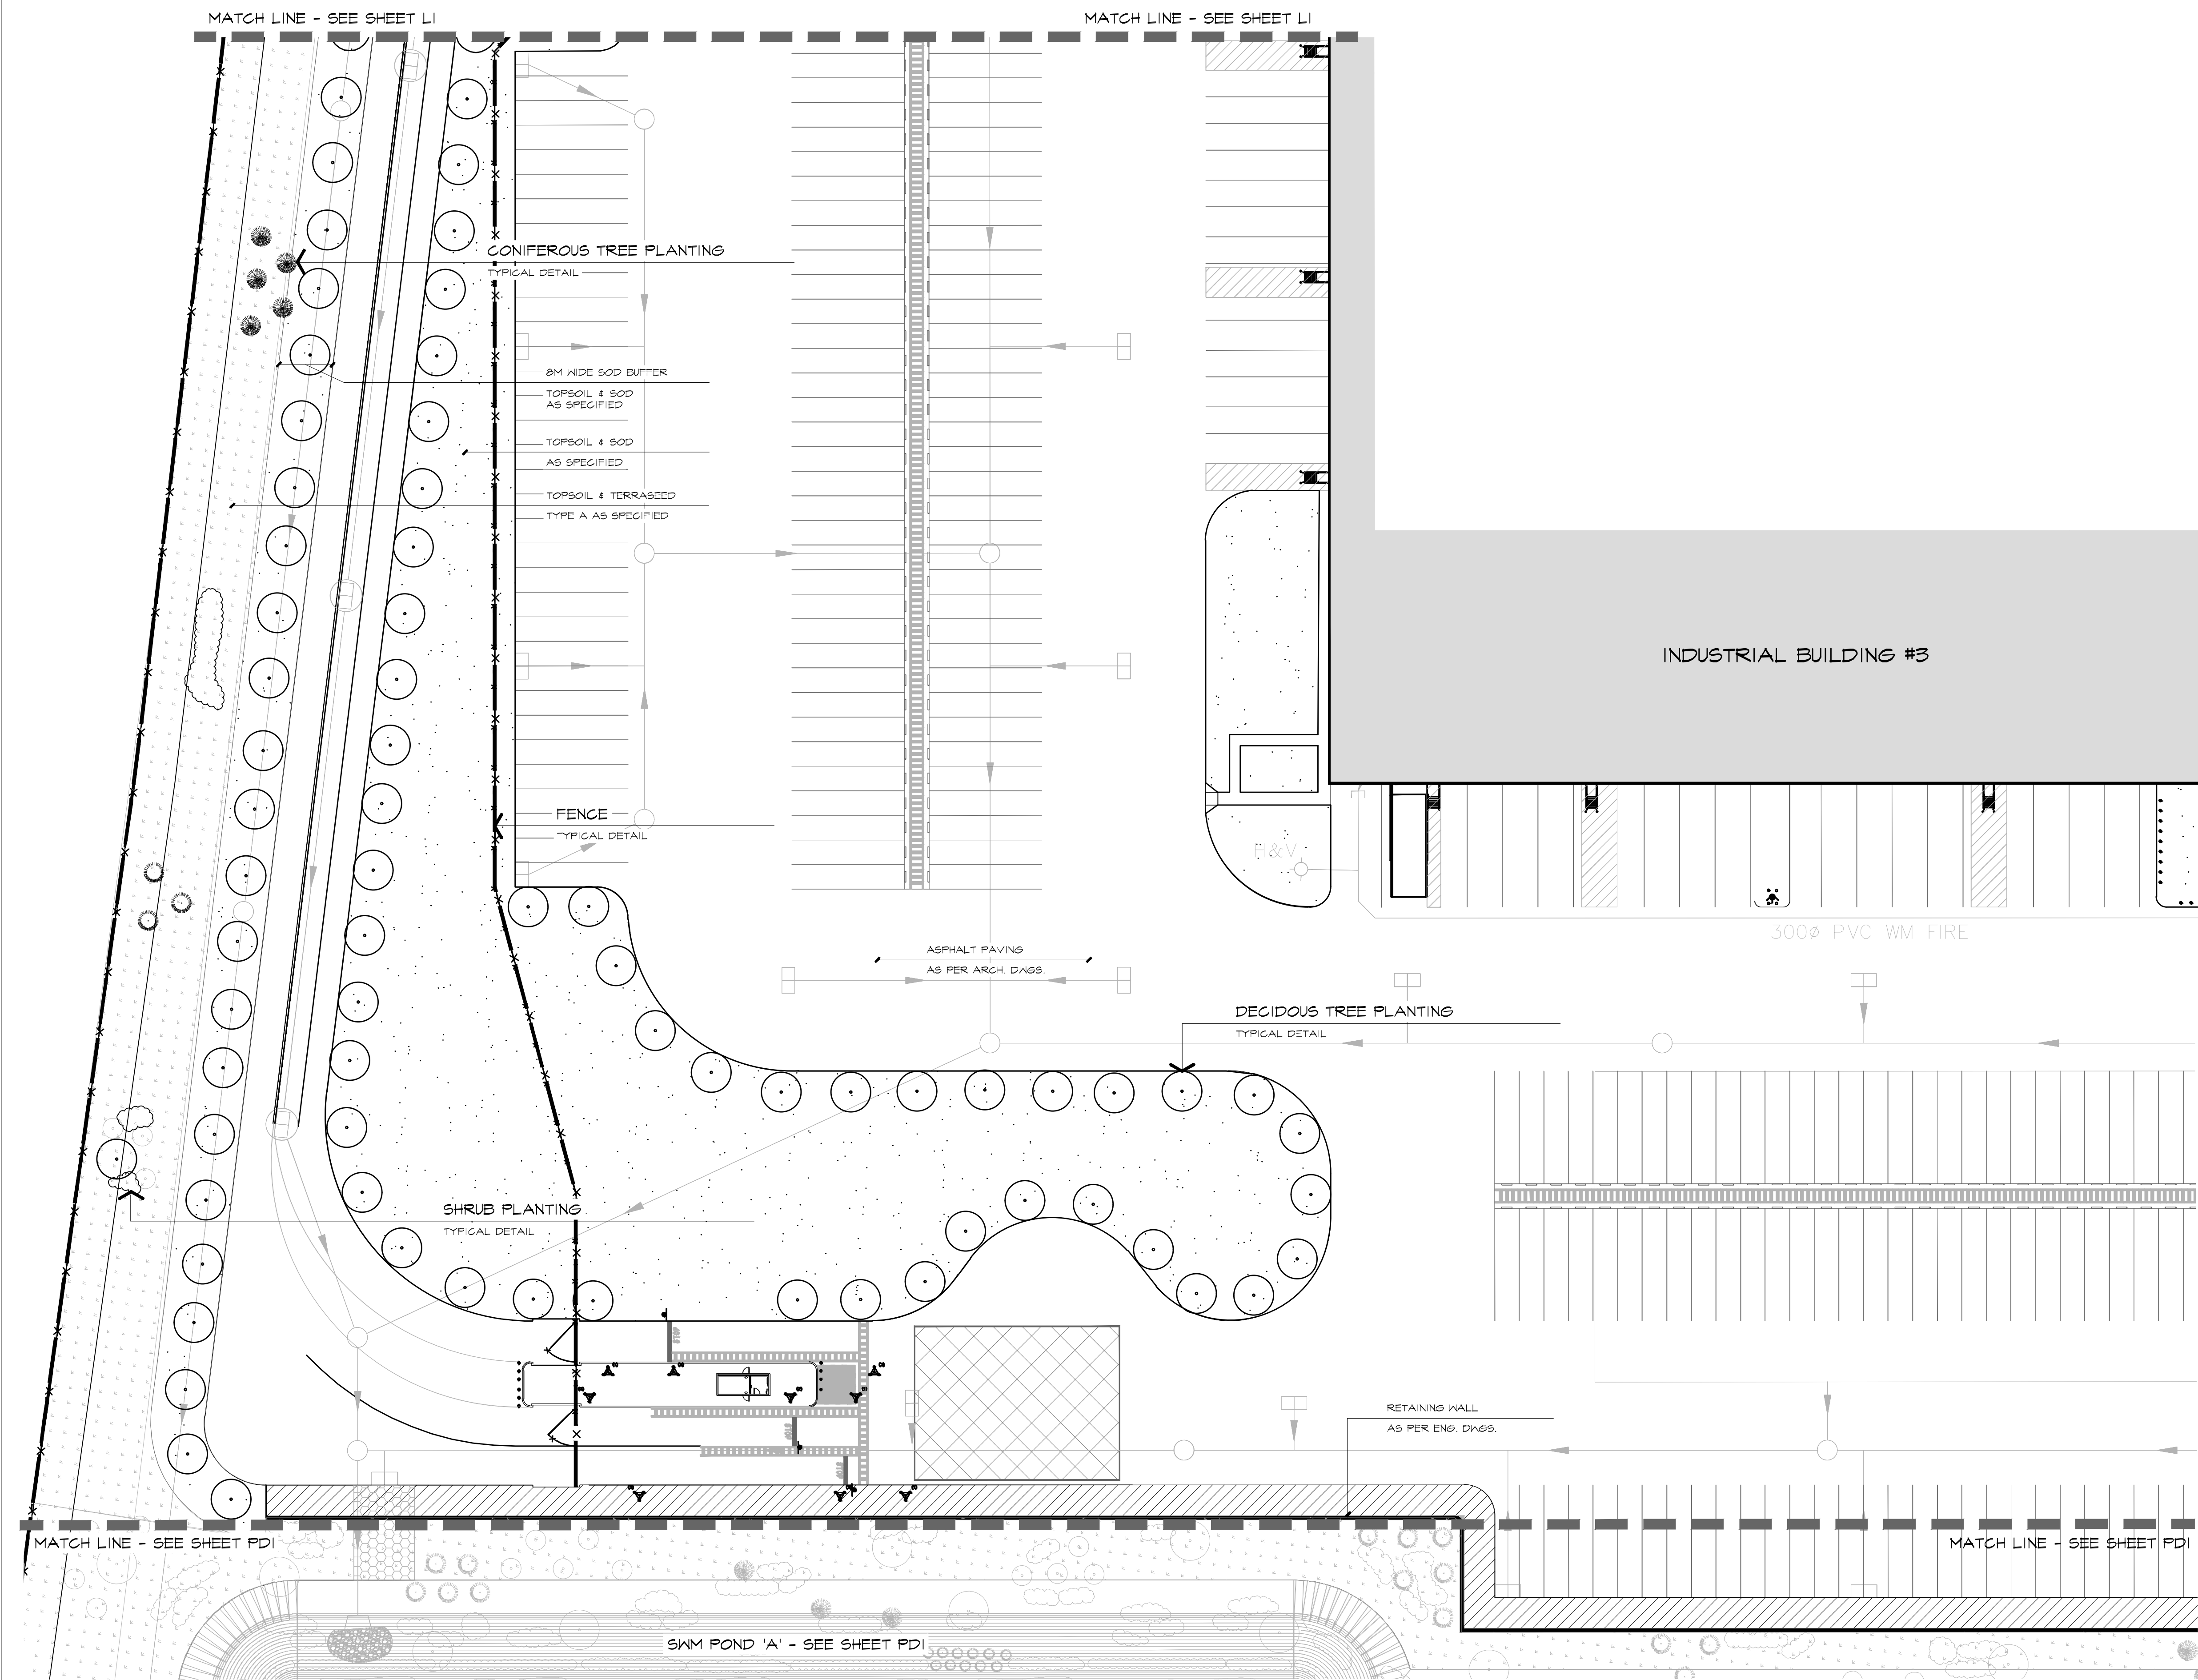 MATCH LINE - SEE SHEET L1
MATCH LINE - SEE SHEET L1
CONIFEROUS TREE PLANTING
TYPICAL DETAIL
8M WIDE SOD BUFFER
TOPSOIL & SOD
AS SPECIFIED
TOPSOIL & SOD
AS SPECIFIED
TOPSOIL & TERRASEED
TYPE A AS SPECIFIED
INDUSTRIAL BUILDING #3
FENCE
TYPICAL DETAIL
H&V
300ø PVC WM FIRE
ASPHALT PAVING
AS PER ARCH. DWGS.
DECIDOUS TREE PLANTING
TYPICAL DETAIL
SHRUB PLANTING
TYPICAL DETAIL
STOP
STOP
STOP
RETAINING WALL
AS PER ENG. DWGS.
MATCH LINE - SEE SHEET PD1
MATCH LINE - SEE SHEET PD1
SWM POND 'A' - SEE SHEET PD1